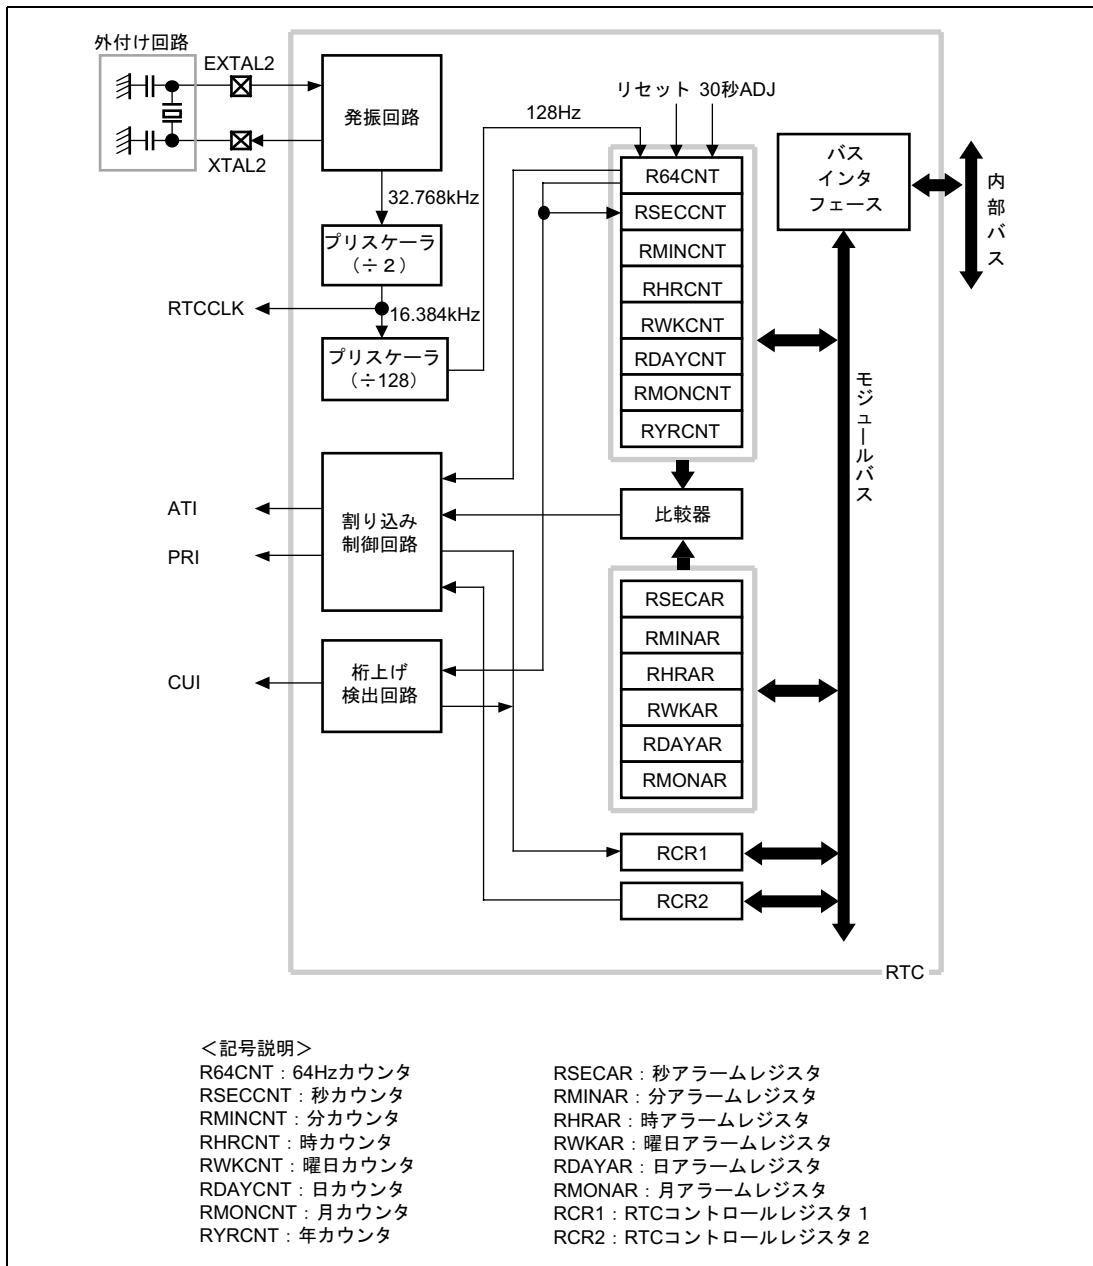 外付け回路
EXTAL2
XTAL2
発振回路
32.768kHz
プリスケーラ
(÷２)
RTCCLK
16.384kHz
プリスケーラ
(÷128)
128Hz
リセット 30秒ADJ
R64CNT
RSECCNT
RMINCNT
RHRCNT
RWKCNT
RDAYCNT
RMONCNT
RYRCNT
バス
インタ
フェース
内部バス
モジュールバス
ATI
PRI
割り込み
制御回路
比較器
CUI
桁上げ
検出回路
RSECAR
RMINAR
RHRAR
RWKAR
RDAYAR
RMONAR
RCR1
RCR2
RTC
＜記号説明＞
R64CNT：64Hzカウンタ
RSECCNT：秒カウンタ
RMINCNT：分カウンタ
RHRCNT：時カウンタ
RWKCNT：曜日カウンタ
RDAYCNT：日カウンタ
RMONCNT：月カウンタ
RYRCNT：年カウンタ
RSECAR：秒アラームレジスタ
RMINAR：分アラームレジスタ
RHRAR：時アラームレジスタ
RWKAR：曜日アラームレジスタ
RDAYAR：日アラームレジスタ
RMONAR：月アラームレジスタ
RCR1：RTCコントロールレジスタ１
RCR2：RTCコントロールレジスタ２